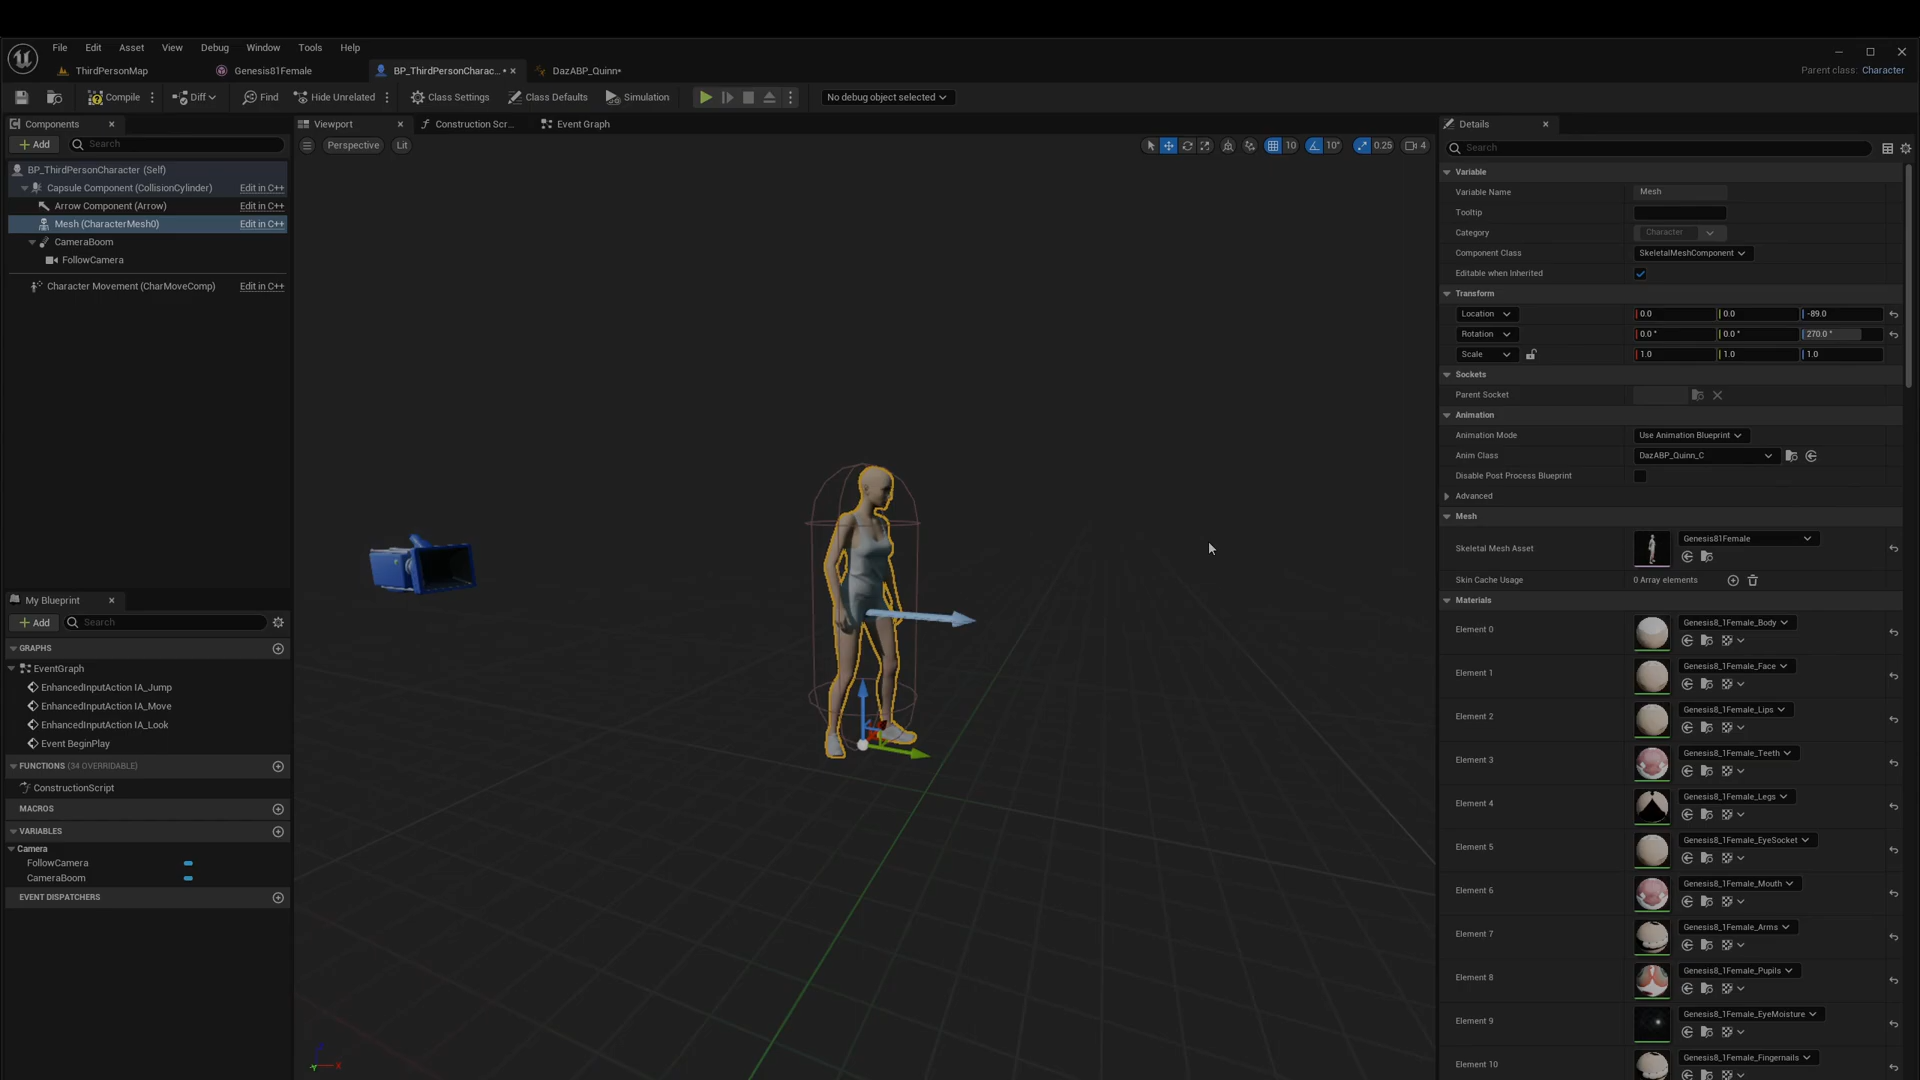 File Edit Asset View Debug Window Tools Help
ThirdPersonMap Genesis81Female BP_ThirdPersonCharac...• DazABP_Quinn•
Parent class: Character
Compile Diff Find Hide Unrelated Class Settings Class Defaults Simulation No debug object selected
Components
Add Search
BP_ThirdPersonCharacter (Self)
Capsule Component (CollisionCylinder) Edit in C++
Arrow Component (Arrow) Edit in C++
Mesh (CharacterMesh0) Edit in C++
CameraBoom
FollowCamera
Character Movement (CharMoveComp) Edit in C++
My Blueprint
Add Search
GRAPHS
EventGraph
EnhancedInputAction IA_Jump
EnhancedInputAction IA_Move
EnhancedInputAction IA_Look
Event BeginPlay
FUNCTIONS (34 OVERRIDABLE)
ConstructionScript
MACROS
VARIABLES
Camera
FollowCamera
CameraBoom
EVENT DISPATCHERS
Viewport Construction Scr... Event Graph
Perspective Lit 10 10° 0.25 4
X
Details
Search
Variable
Variable Name Mesh
Tooltip
Category Character
Component Class SkeletalMeshComponent
Editable when Inherited
Transform
Location 0.0 0.0 -89.0
Rotation 0.0 ° 0.0 ° 270.0 °
Scale 1.0 1.0 1.0
Sockets
Parent Socket
Animation
Animation Mode Use Animation Blueprint
Anim Class DazABP_Quinn_C
Disable Post Process Blueprint
Advanced
Mesh
Skeletal Mesh Asset Genesis81Female
Skin Cache Usage 0 Array elements
Materials
Element 0 Genesis8_1Female_Body
Element 1 Genesis8_1Female_Face
Element 2 Genesis8_1Female_Lips
Element 3 Genesis8_1Female_Teeth
Element 4 Genesis8_1Female_Legs
Element 5 Genesis8_1Female_EyeSocket
Element 6 Genesis8_1Female_Mouth
Element 7 Genesis8_1Female_Arms
Element 8 Genesis8_1Female_Pupils
Element 9 Genesis8_1Female_EyeMoisture
Element 10 Genesis8_1Female_Fingernails